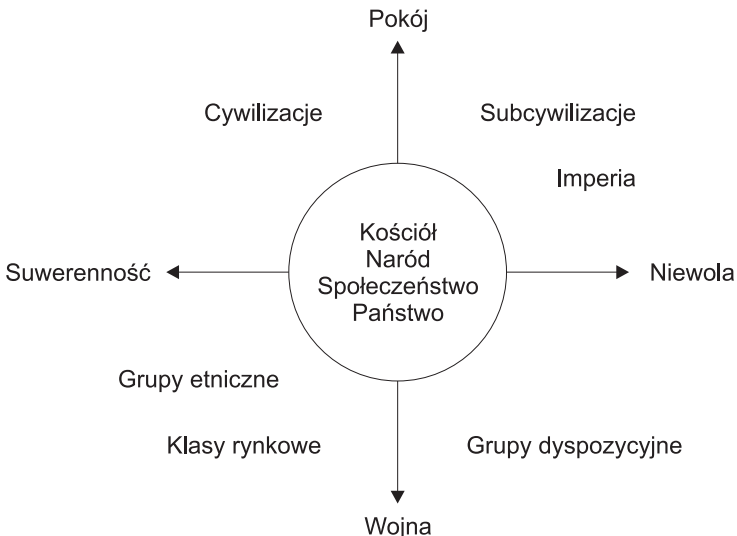 Pokój
Cywilizacje
Subcywilizacje
Imperia
Kościół
Naród
Społeczeństwo
Państwo
Suwerenność
Niewola
Grupy etniczne
Klasy rynkowe
Grupy dyspozycyjne
Wojna